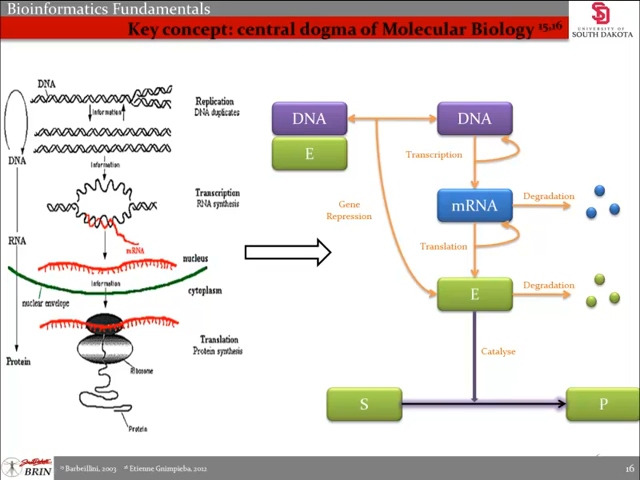 Bioinformatics Fundamentals
Key concept: central dogma of Molecular Biology 15,16
UNIVERSITY OF
SOUTH DAKOTA
DNA
Information
Replication
DNA duplicates
DNA
Information
Transcription
RNA synthesis
mRNA
RNA
nucleus
Information
cytoplasm
nuclear envelope
Translation
Protein synthesis
Protein
Ribosome
Protein
DNA
E
DNA
Transcription
Gene
Repression
mRNA
Degradation
Translation
E
Degradation
Catalyse
S
P
BRIN
15 Barbeillini, 2003 16 Etienne Gnimpieba, 2012
16